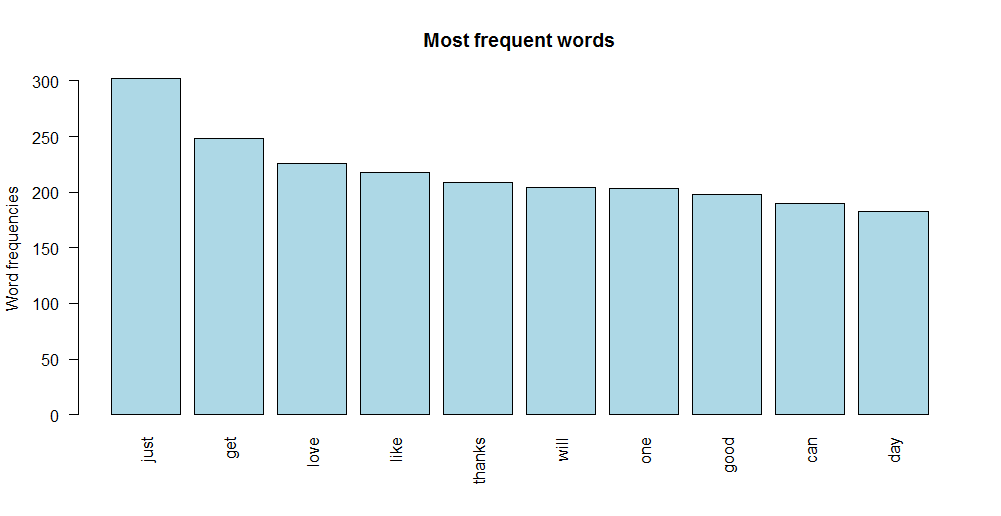 Most frequent words
Word frequencies
300
250
200
150
100
50
0
just
get
love
like
thanks
will
one
good
can
day